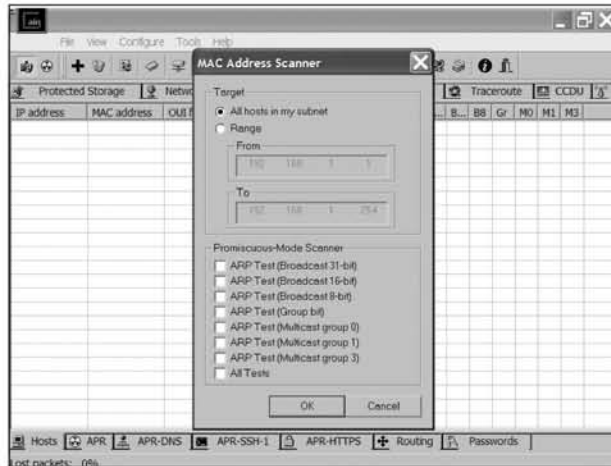 File View Configure Tools Help
MAC Address Scanner
Protected Storage
Traceroute CCDU
IP address MAC address
B... B8 Gr M0 M1 M3
Target
All hosts in my subnet
Range
From
192 168 1 1
To
192 168 1 254
Promiscuous-Mode Scanner
ARP Test (Broadcast 31-bit)
ARP Test (Broadcast 16-bit)
ARP Test (Broadcast 8-bit)
ARP Test (Group bit)
ARP Test (Multicast group 0)
ARP Test (Multicast group 1)
ARP Test (Multicast group 3)
All Tests
OK Cancel
Hosts APR APR-DNS APR-SSH-1 APR-HTTPS Routing Passwords
Lost packets: 0%